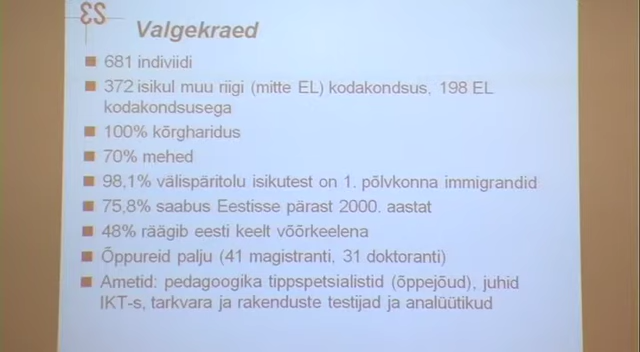 ES
Valgekraed
681 indiviidi
372 isikul muu riigi (mitte EL) kodakondsus, 198 EL
kodakondsusega
100% kõrgharidus
70% mehed
98,1% välispäritolu isikutest on 1. põlvkonna immigrandid
75,8% saabus Eestisse pärast 2000. aastat
48% räägib eesti keelt võõrkeelena
Õppureid palju (41 magistranti, 31 doktoranti)
Ametid: pedagoogika tippspetsialistid (õppejõud), juhid
IKT-s, tarkvara ja rakenduste testijad ja analüütikud